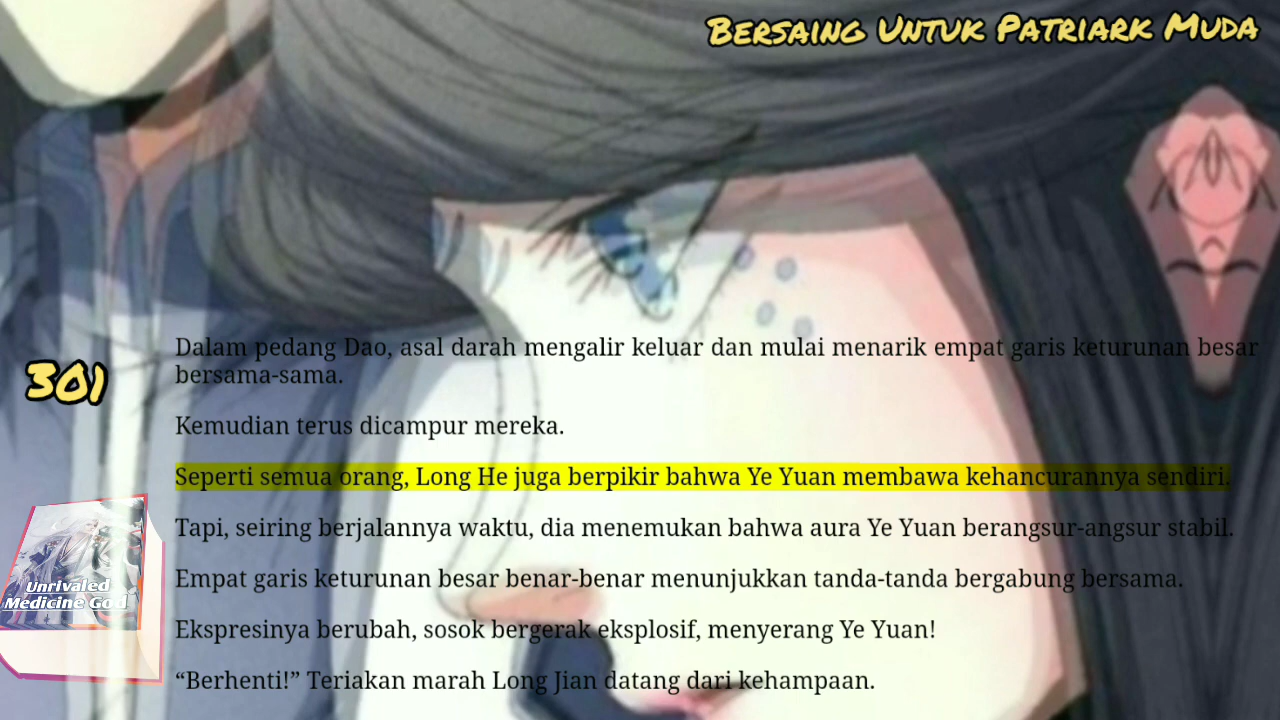 Bersaing Untuk Patriark Muda
301
Dalam pedang Dao, asal darah mengalir keluar dan mulai menarik empat garis keturunan besar
bersama-sama.
Kemudian terus dicampur mereka.
Seperti semua orang, Long He juga berpikir bahwa Ye Yuan membawa kehancurannya sendiri.
Tapi, seiring berjalannya waktu, dia menemukan bahwa aura Ye Yuan berangsur-angsur stabil.
Empat garis keturunan besar benar-benar menunjukkan tanda-tanda bergabung bersama.
Ekspresinya berubah, sosok bergerak eksplosif, menyerang Ye Yuan!
“Berhenti!” Teriakan marah Long Jian datang dari kehampaan.
Unrivaled
Medicine God